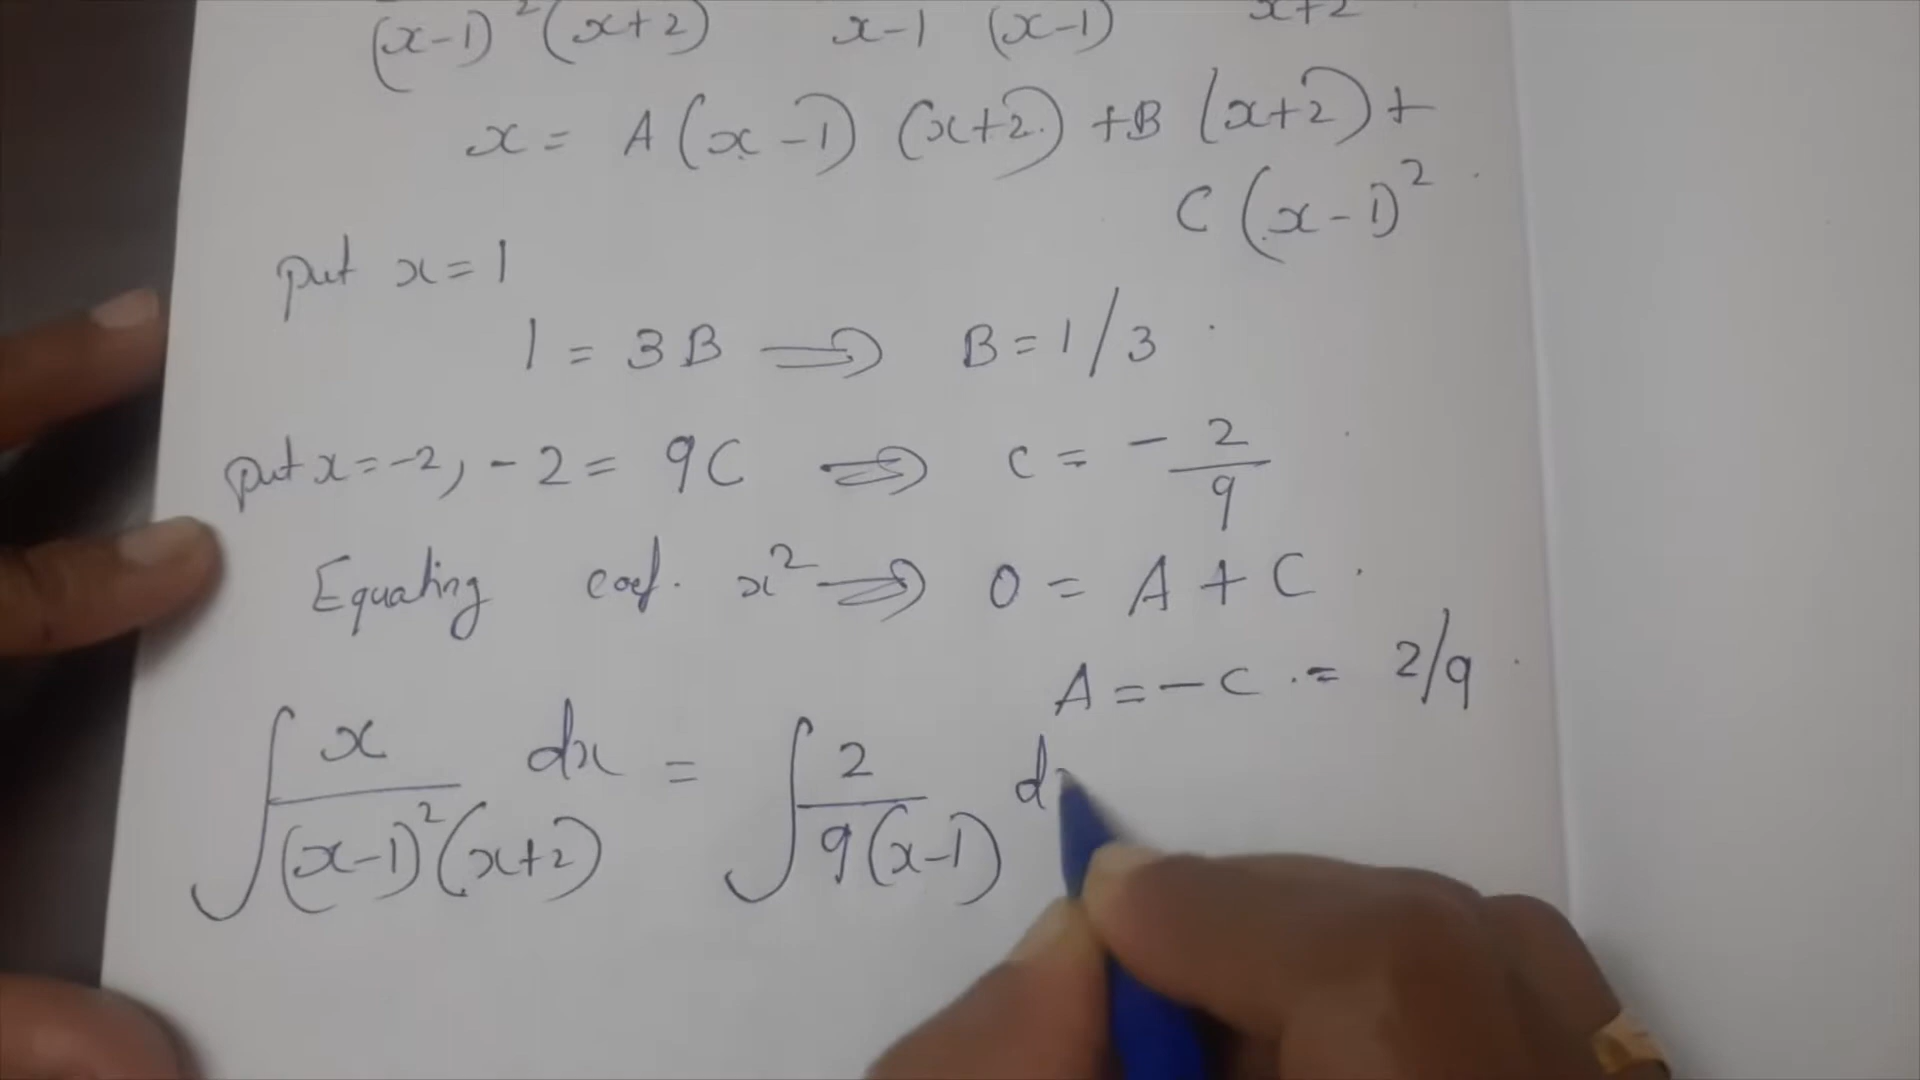 (x-1)²(x+2) x-1 (x-1) x+2
x = A(x-1) (x+2) + B (x+2) +
C (x-1)²
put x = 1
1 = 3B ⟹ B = 1/3
put x = -2, -2 = 9C ⟹ C = - 2/9
Equating coef. x² ⟹ 0 = A + C
A = -C = 2/9
∫ x/((x-1)²(x+2)) dx = ∫ 2/(9(x-1)) d